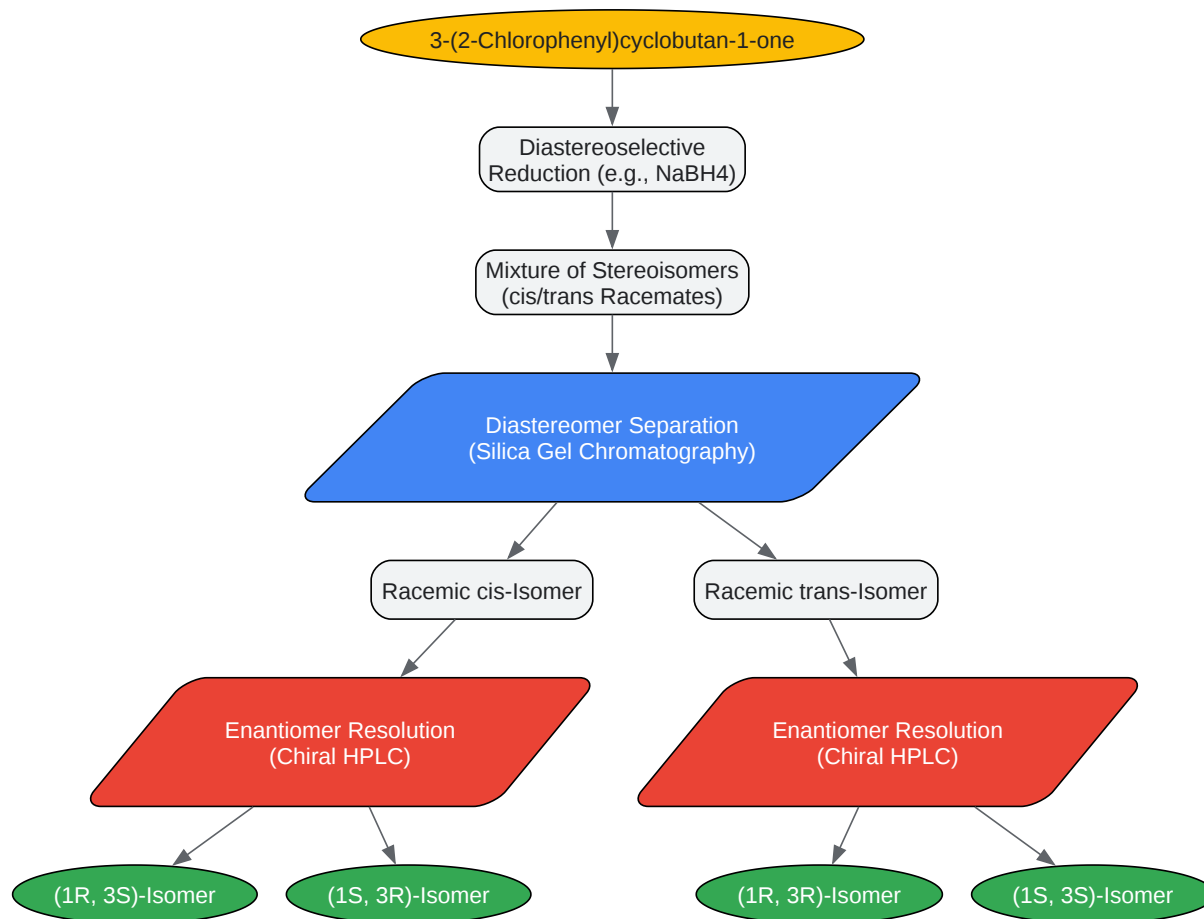 3-(2-Chlorophenyl)cyclobutan-1-one
Diastereoselective
Reduction (e.g., NaBH4)
Mixture of Stereoisomers
(cis/trans Racemates)
Diastereomer Separation
(Silica Gel Chromatography)
Racemic cis-Isomer
Racemic trans-Isomer
Enantiomer Resolution
(Chiral HPLC)
Enantiomer Resolution
(Chiral HPLC)
(1R, 3S)-Isomer
(1S, 3R)-Isomer
(1R, 3R)-Isomer
(1S, 3S)-Isomer